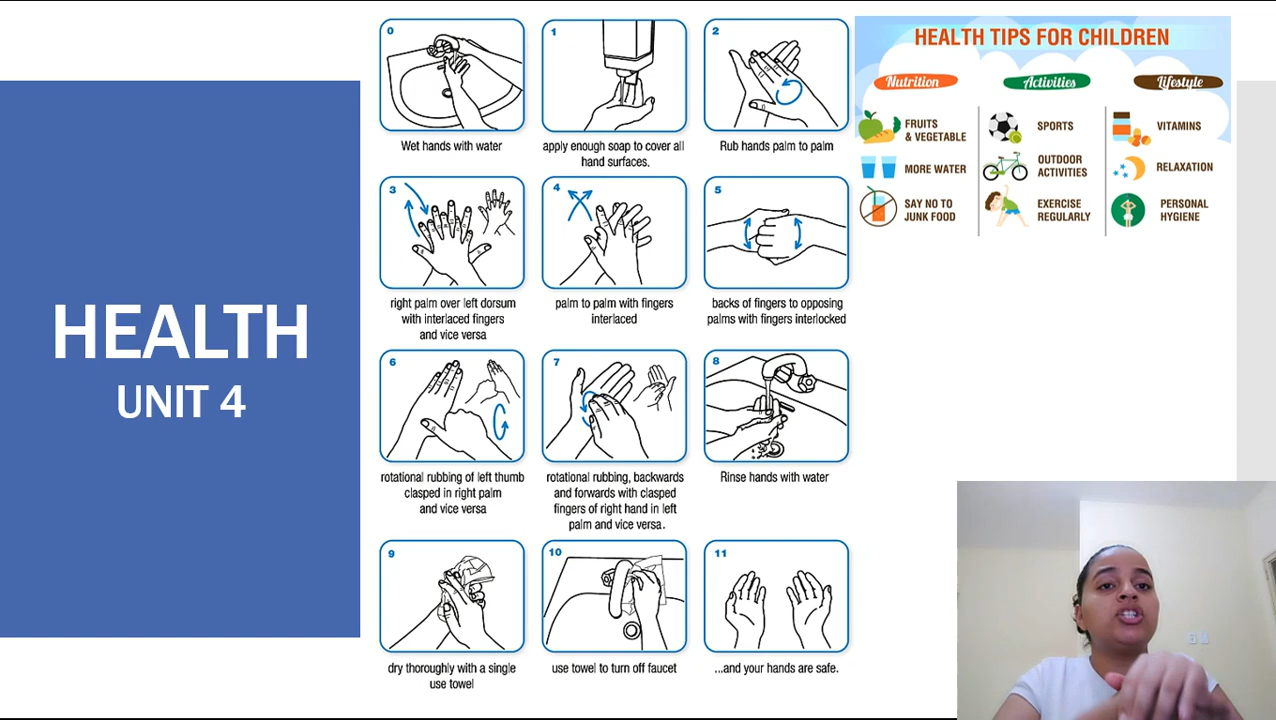 HEALTH
UNIT 4
0
Wet hands with water
1
apply enough soap to cover all
hand surfaces.
2
Rub hands palm to palm
3
right palm over left dorsum
with interlaced fingers
and vice versa
4
palm to palm with fingers
interlaced
5
backs of fingers to opposing
palms with fingers interlocked
6
rotational rubbing of left thumb
clasped in right palm
and vice versa
7
rotational rubbing, backwards
and forwards with clasped
fingers of right hand in left
palm and vice versa.
8
Rinse hands with water
9
dry thoroughly with a single
use towel
10
use towel to turn off faucet
11
...and your hands are safe.
HEALTH TIPS FOR CHILDREN
Nutrition
FRUITS
& VEGETABLE
MORE WATER
SAY NO TO
JUNK FOOD
Activities
SPORTS
OUTDOOR
ACTIVITIES
EXERCISE
REGULARLY
Lifestyle
VITAMINS
RELAXATION
PERSONAL
HYGIENE